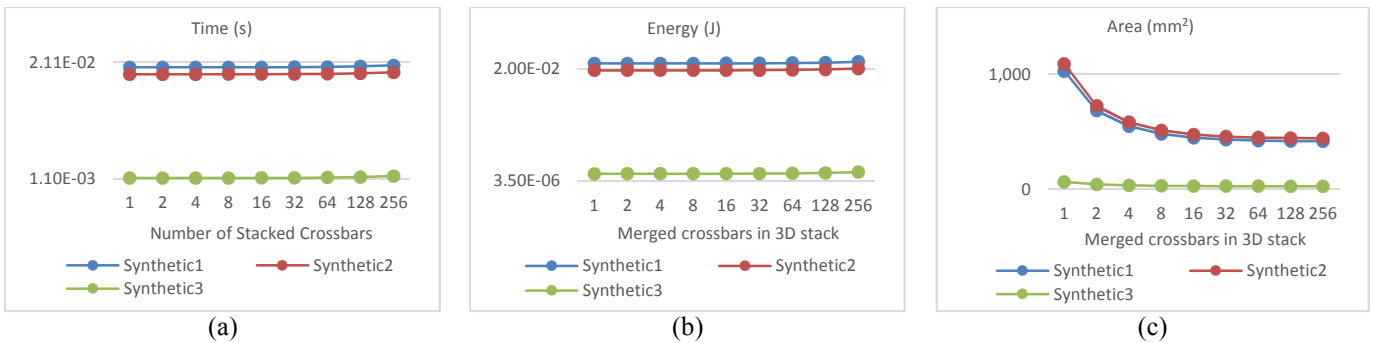 Time (s)
2.11E-02
1.10E-03
1 2 4 8 16 32 64 128 256
Number of Stacked Crossbars
Synthetic1 Synthetic2
Synthetic3
(a)
Energy (J)
2.00E-02
3.50E-06
1 2 4 8 16 32 64 128 256
Merged crossbars in 3D stack
Synthetic1 Synthetic2
Synthetic3
(b)
Area (mm²)
1,000
0
1 2 4 8 16 32 64 128 256
Merged crossbars in 3D stack
Synthetic1 Synthetic2
Synthetic3
(c)